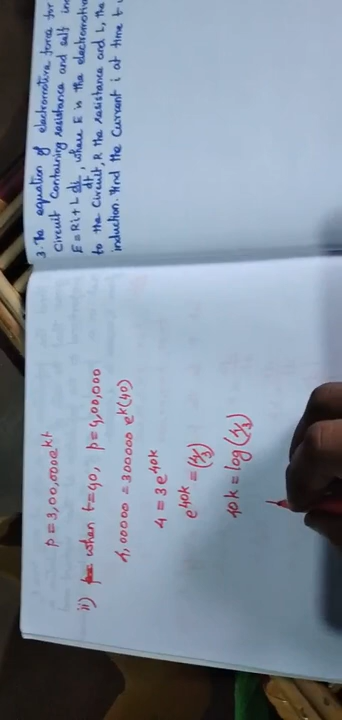 3. The equation of electromotive force for
Circuit Containing resistance and self in
E = Ri + L di/dt, where E is the electromotiv
to the Circuit, R the resistance and L, the
induction. Find the Current i at time t
P = 3,00,000 e^kt
ii) when t=40, P=4,00,000
4,00000 = 300000 e^k(40)
4 = 3 e^40k
e^40k = (4/3)
40k = log (4/3)